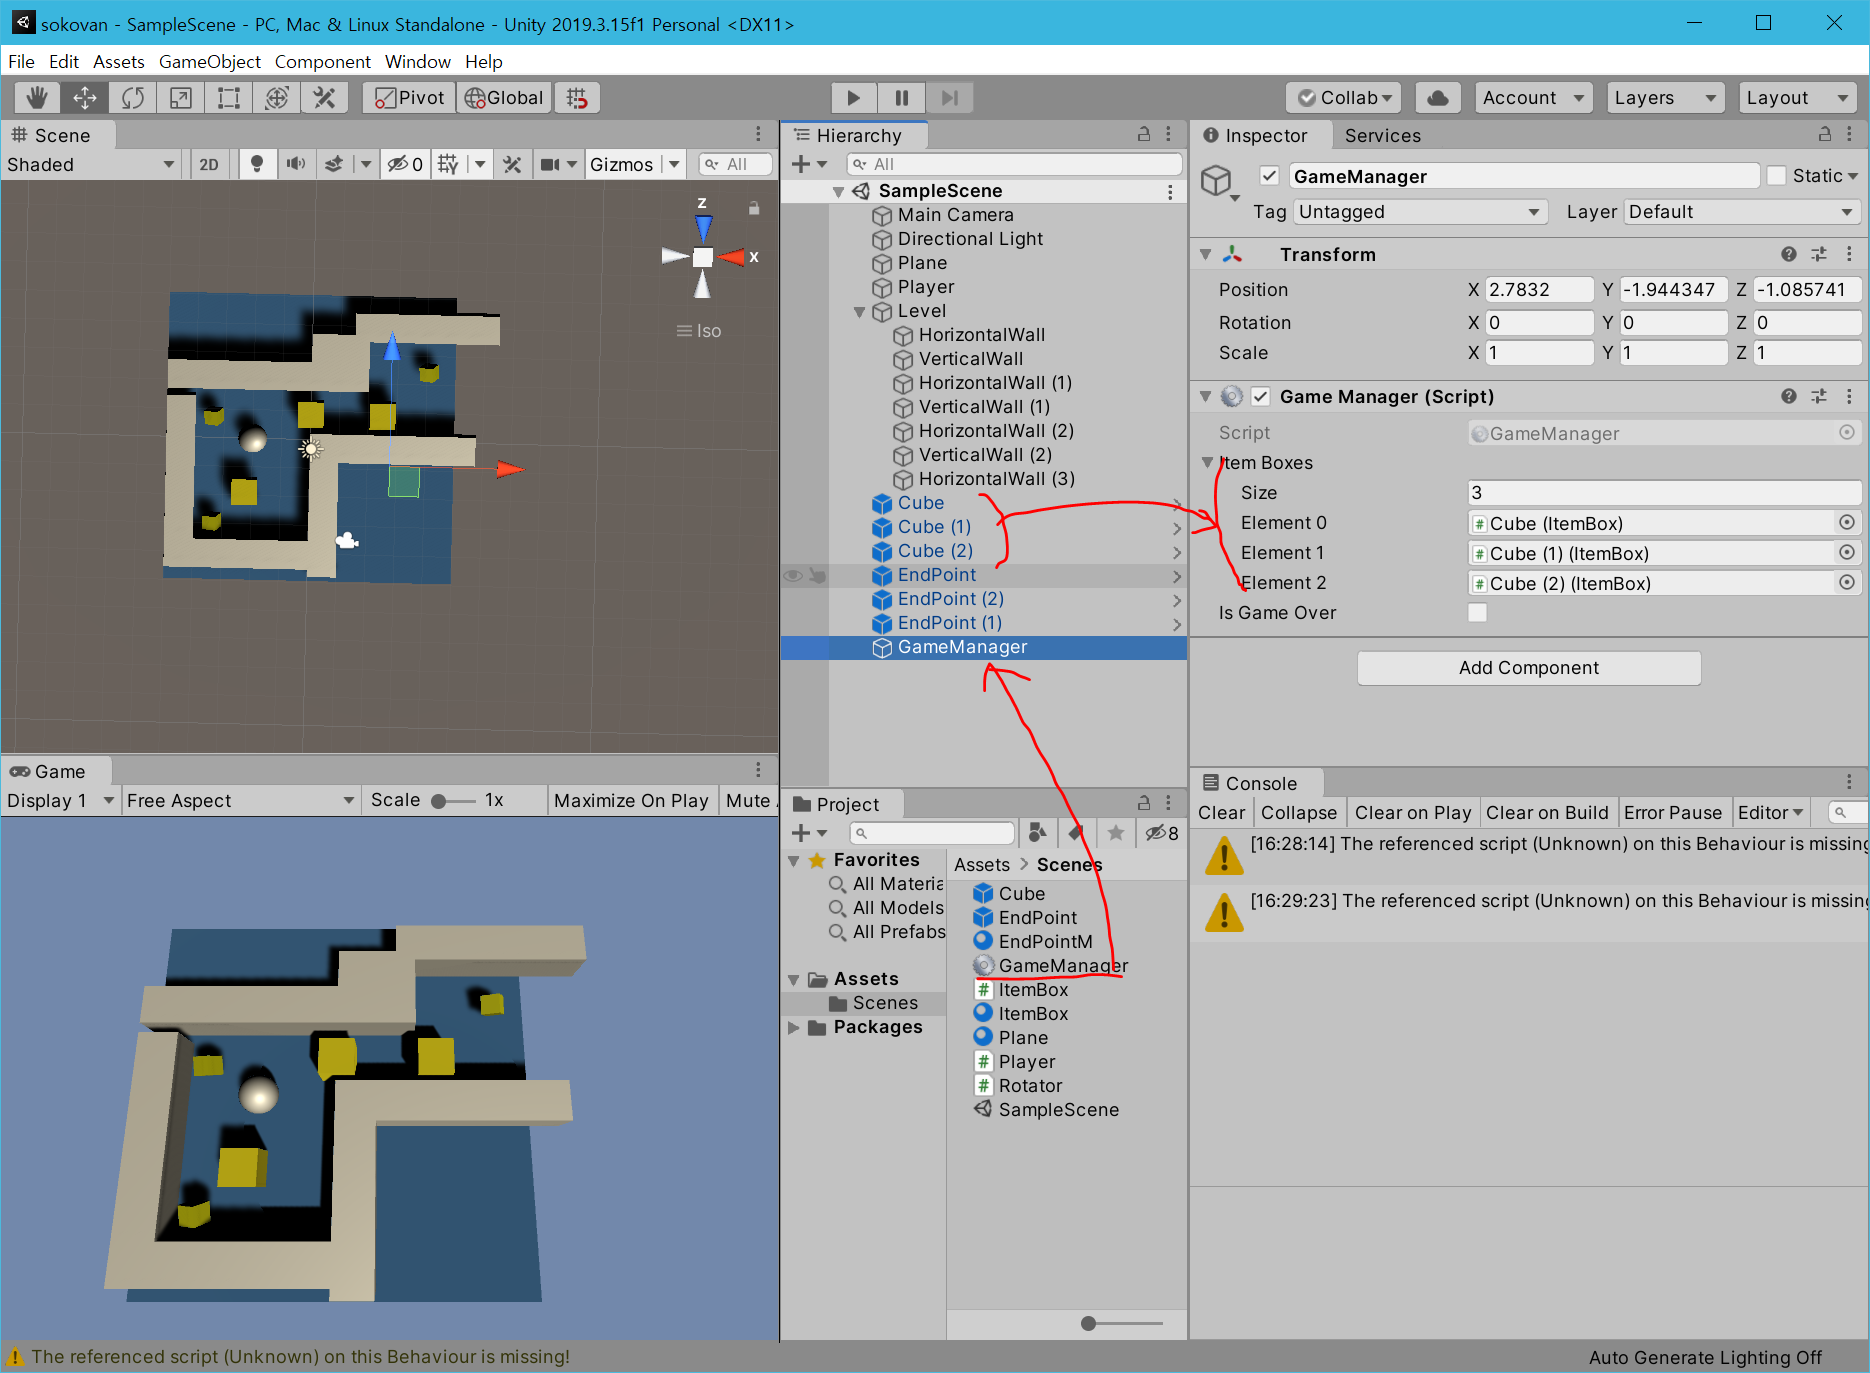 sokovan - SampleScene - PC, Mac & Linux Standalone - Unity 2019.3.15f1 Personal <DX11>
File Edit Assets GameObject Component Window Help
Pivot Global Collab Account Layers Layout
Scene
Shaded 2D 0 Gizmos All
z
x
Iso
Game
Display 1 Free Aspect Scale 1x Maximize On Play Mute
Hierarchy
All
SampleScene
Main Camera
Directional Light
Plane
Player
Level
HorizontalWall
VerticalWall
HorizontalWall (1)
VerticalWall (1)
HorizontalWall (2)
VerticalWall (2)
HorizontalWall (3)
Cube
Cube (1)
Cube (2)
EndPoint
EndPoint (2)
EndPoint (1)
GameManager
Project
8
Favorites
All Materia
All Models
All Prefabs
Assets
Scenes
Packages
Assets > Scenes
Cube
EndPoint
EndPointM
GameManager
ItemBox
ItemBox
Plane
Player
Rotator
SampleScene
Inspector Services
GameManager Static
Tag Untagged Layer Default
Transform
Position X 2.7832 Y -1.944347 Z -1.085741
Rotation X 0 Y 0 Z 0
Scale X 1 Y 1 Z 1
Game Manager (Script)
Script GameManager
Item Boxes
Size 3
Element 0 Cube (ItemBox)
Element 1 Cube (1) (ItemBox)
Element 2 Cube (2) (ItemBox)
Is Game Over
Add Component
Console
Clear Collapse Clear on Play Clear on Build Error Pause Editor
[16:28:14] The referenced script (Unknown) on this Behaviour is missing
[16:29:23] The referenced script (Unknown) on this Behaviour is missing
The referenced script (Unknown) on this Behaviour is missing!
Auto Generate Lighting Off